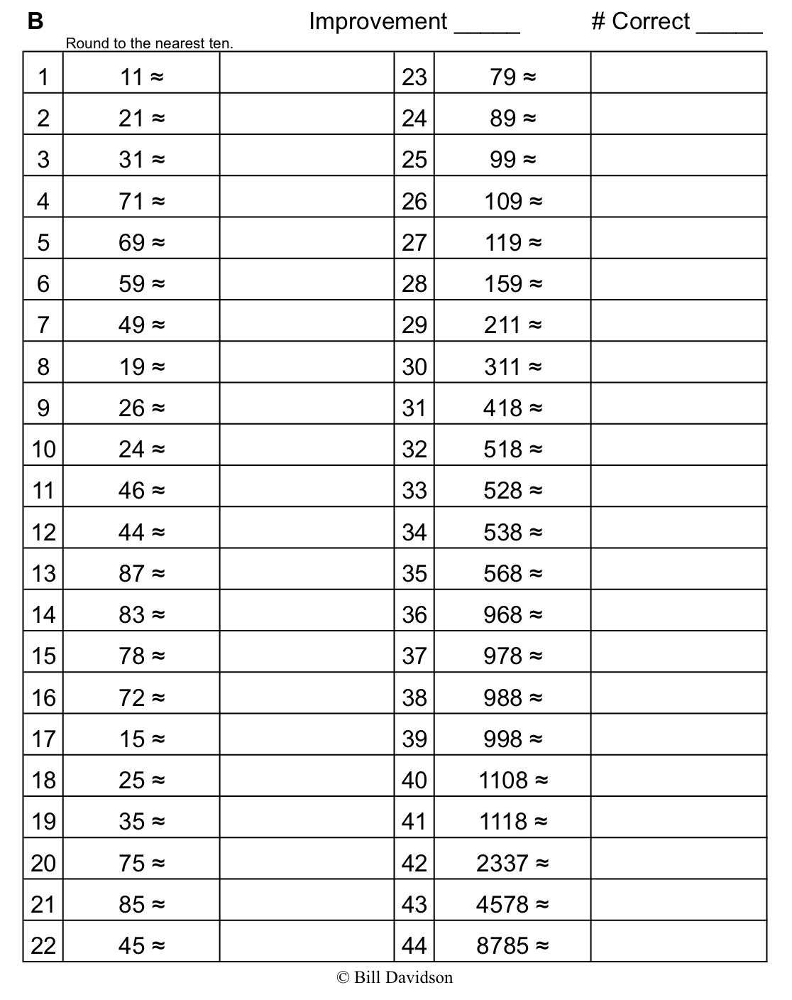 B Improvement _____ # Correct _____
Round to the nearest ten.
1 11 ≈ 23 79 ≈
2 21 ≈ 24 89 ≈
3 31 ≈ 25 99 ≈
4 71 ≈ 26 109 ≈
5 69 ≈ 27 119 ≈
6 59 ≈ 28 159 ≈
7 49 ≈ 29 211 ≈
8 19 ≈ 30 311 ≈
9 26 ≈ 31 418 ≈
10 24 ≈ 32 518 ≈
11 46 ≈ 33 528 ≈
12 44 ≈ 34 538 ≈
13 87 ≈ 35 568 ≈
14 83 ≈ 36 968 ≈
15 78 ≈ 37 978 ≈
16 72 ≈ 38 988 ≈
17 15 ≈ 39 998 ≈
18 25 ≈ 40 1108 ≈
19 35 ≈ 41 1118 ≈
20 75 ≈ 42 2337 ≈
21 85 ≈ 43 4578 ≈
22 45 ≈ 44 8785 ≈
© Bill Davidson